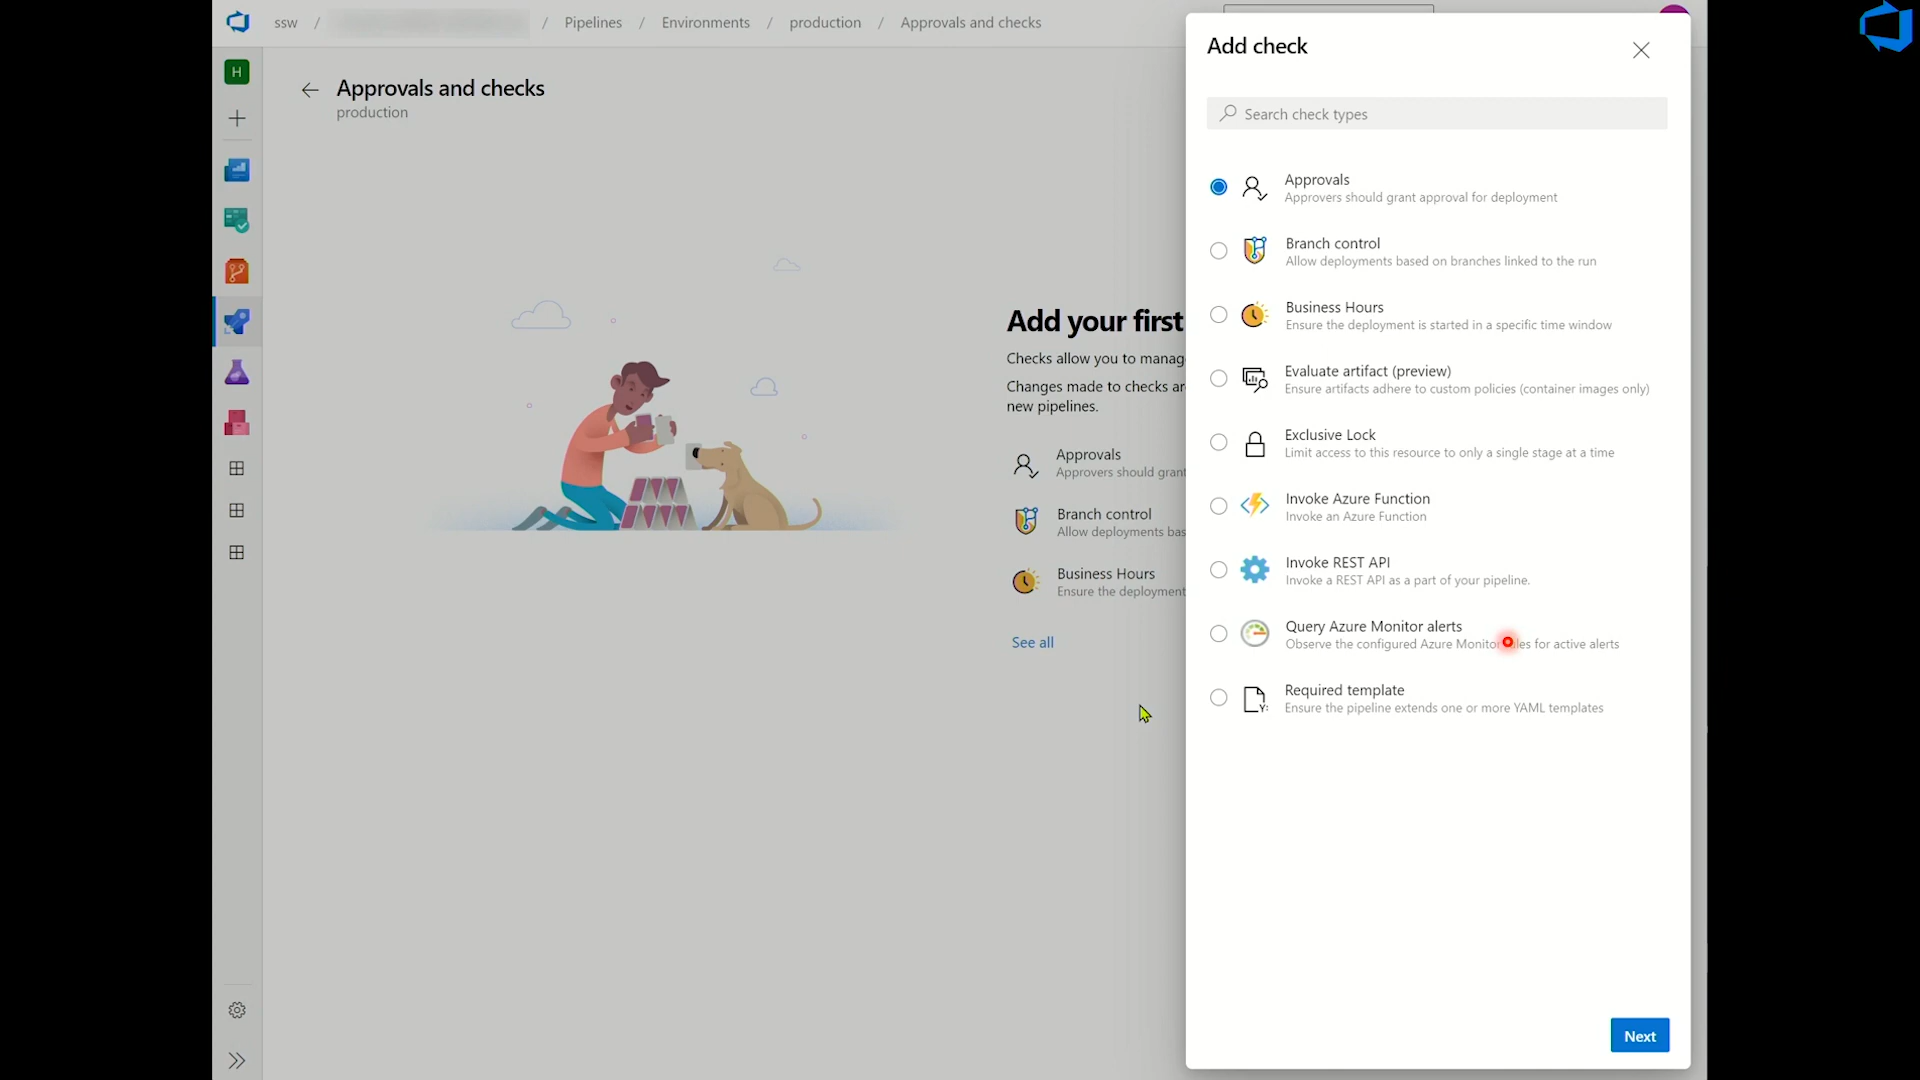 ssw / / Pipelines / Environments / production / Approvals and checks
H
Approvals and checks
production
Add your first
Checks allow you to manag
Changes made to checks ar
new pipelines.
Approvals
Approvers should grant
Branch control
Allow deployments bas
Business Hours
Ensure the deployment
See all
Add check
Search check types
Approvals
Approvers should grant approval for deployment
Branch control
Allow deployments based on branches linked to the run
Business Hours
Ensure the deployment is started in a specific time window
Evaluate artifact (preview)
Ensure artifacts adhere to custom policies (container images only)
Exclusive Lock
Limit access to this resource to only a single stage at a time
Invoke Azure Function
Invoke an Azure Function
Invoke REST API
Invoke a REST API as a part of your pipeline.
Query Azure Monitor alerts
Observe the configured Azure Monitor for active alerts
Required template
Ensure the pipeline extends one or more YAML templates
Next